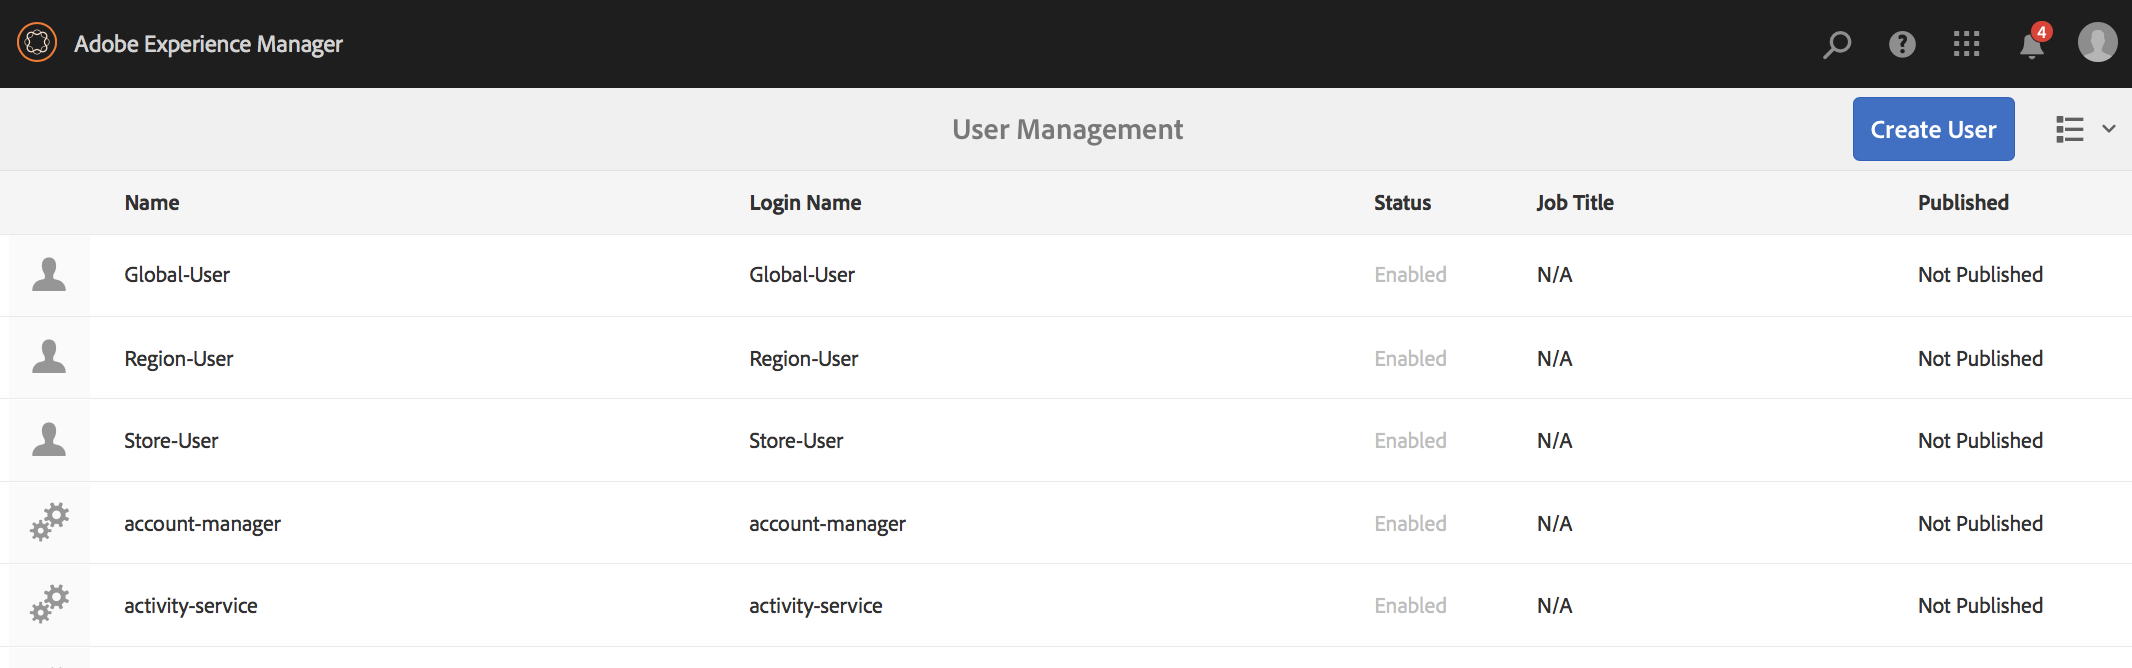 Adobe Experience Manager
4
User Management
Create User
Name Login Name Status Job Title Published
Global-User Global-User Enabled N/A Not Published
Region-User Region-User Enabled N/A Not Published
Store-User Store-User Enabled N/A Not Published
account-manager account-manager Enabled N/A Not Published
activity-service activity-service Enabled N/A Not Published